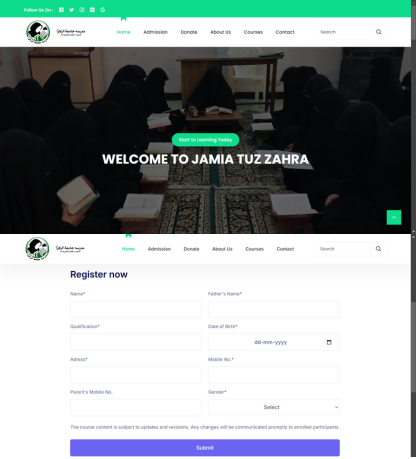 Follow Us On :
Home Admission Donate About Us Courses Contact Search
Start to Learning Today
WELCOME TO JAMIA TUZ ZAHRA
Home Admission Donate About Us Courses Contact Search
Register now
Name* Father's Name*
Qualification* Date of Birth*
dd-mm-yyyy
Adress* Mobile No.*
Parent's Mobile No. Gender*
Select
The course content is subject to updates and revisions. Any changes will be communicated promptly to enrolled participants.
Submit